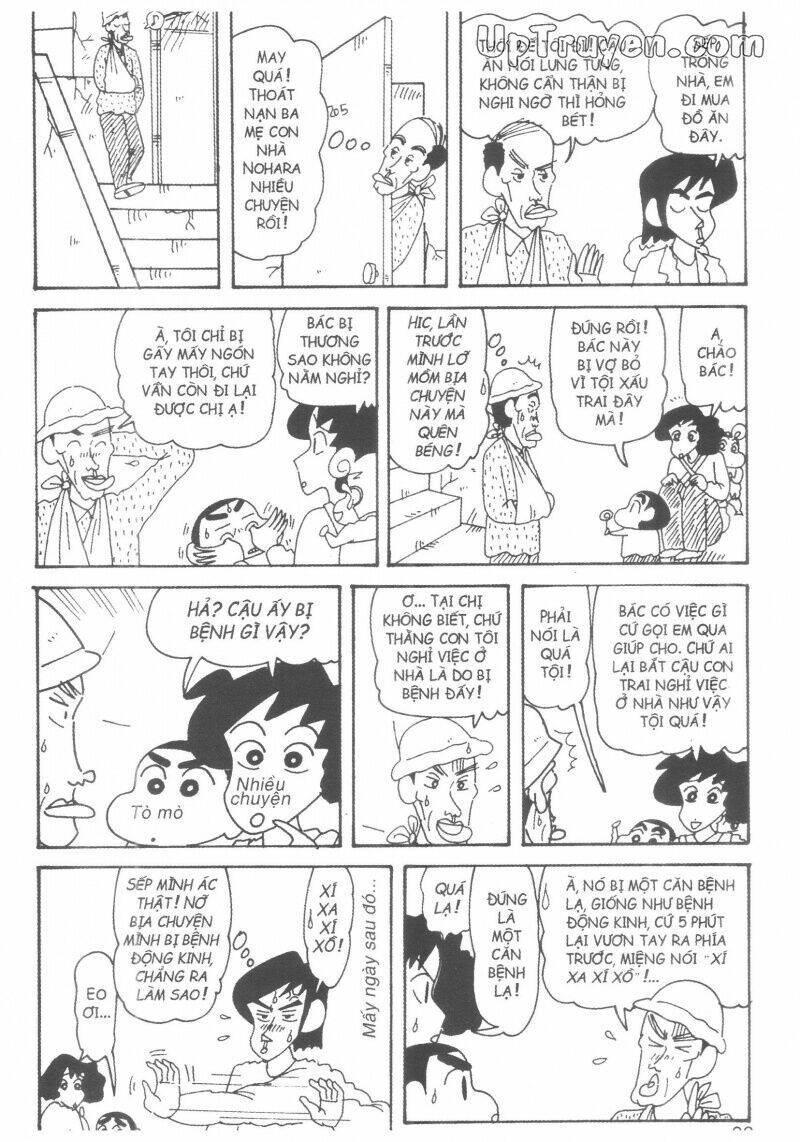 UpTruyen.com
ĐẸP
TRONG
NHÀ, EM
ĐI MUA
ĐỒ ĂN
ĐÂY.
ĂN NÓI LUNG TUNG,
KHÔNG CẨN THẬN BỊ
NGHI NGỜ THÌ HỎNG
BÉT!
MAY
QUÁ!
THOÁT
NẠN BA
MẸ CON
NHÀ
NOHARA
NHIỀU
CHUYỆN
RỒI!
205
A,
CHÀO
BÁC!
ĐÚNG RỒI!
BÁC NÀY
BỊ VỢ BỎ
VÌ TỘI XẤU
TRAI ĐÂY
MÀ!
HIC, LẦN
TRƯỚC
MÌNH LỠ
MỒM BỊA
CHUYỆN
NÀY MÀ
QUÊN
BÉNG!
BÁC BỊ
THƯƠNG
SAO KHÔNG
NẰM NGHỈ?
À, TÔI CHỈ BỊ
GÃY MẤY NGÓN
TAY THÔI, CHỨ
VẪN CÒN ĐI LẠI
ĐƯỢC CHỊ Ạ!
BÁC CÓ VIỆC GÌ
CỨ GỌI EM QUA
GIÚP CHO. CHỨ AI
LẠI BẮT CẬU CON
TRAI NGHỈ VIỆC
Ở NHÀ NHƯ VẬY
TỘI QUÁ!
PHẢI
NÓI LÀ
QUÁ
TỘI!
Ơ... TẠI CHỊ
KHÔNG BIẾT, CHỨ
THẰNG CON TÔI
NGHỈ VIỆC Ở
NHÀ LÀ DO BỊ
BỆNH ĐẤY!
HẢ? CẬU ẤY BỊ
BỆNH GÌ VẬY?
Nhiều
chuyện
Tò mò
À, NÓ BỊ MỘT CĂN BỆNH
LẠ, GIỐNG NHƯ BỆNH
ĐỘNG KINH, CỨ 5 PHÚT
LẠI VƯƠN TAY RA PHÍA
TRƯỚC, MIỆNG NÓI "XÍ
XA XÍ XÔ"!...
ĐÚNG
LÀ
MỘT
CĂN
BỆNH
LẠ!
QUÁ
LẠ!
Mấy ngày sau đó...
XÍ
XA
XÍ
XÔ!
SẾP MÌNH ÁC
THẬT! NỠ
BỊA CHUYỆN
MÌNH BỊ BỆNH
ĐỘNG KINH,
CHẲNG RA
LÀM SAO!
EO
ƠI...